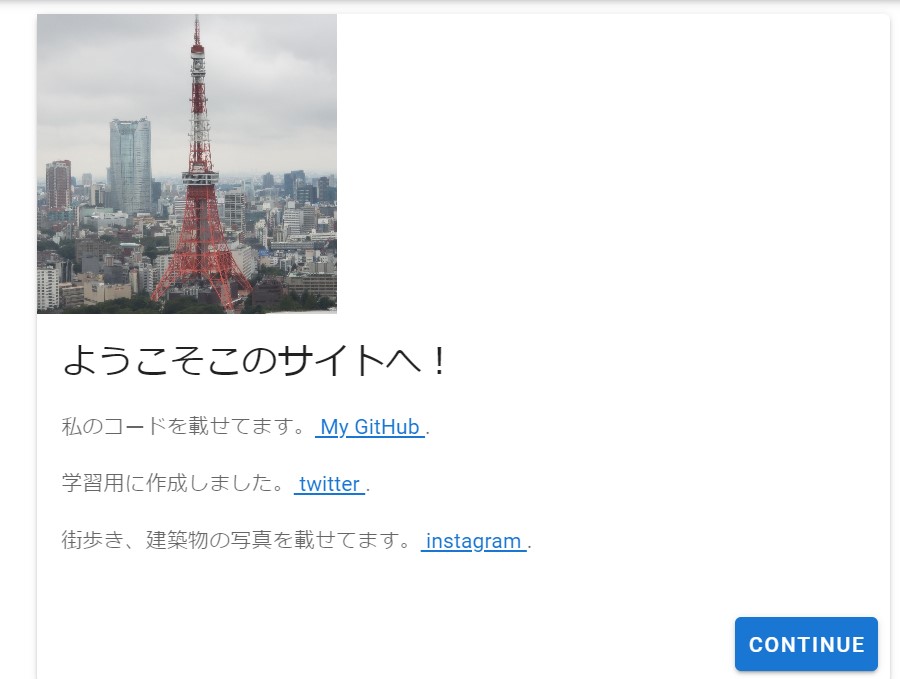 ようこそこのサイトへ！
私のコードを載せてます。 My GitHub .
学習用に作成しました。 twitter .
街歩き、建築物の写真を載せてます。 instagram .
CONTINUE